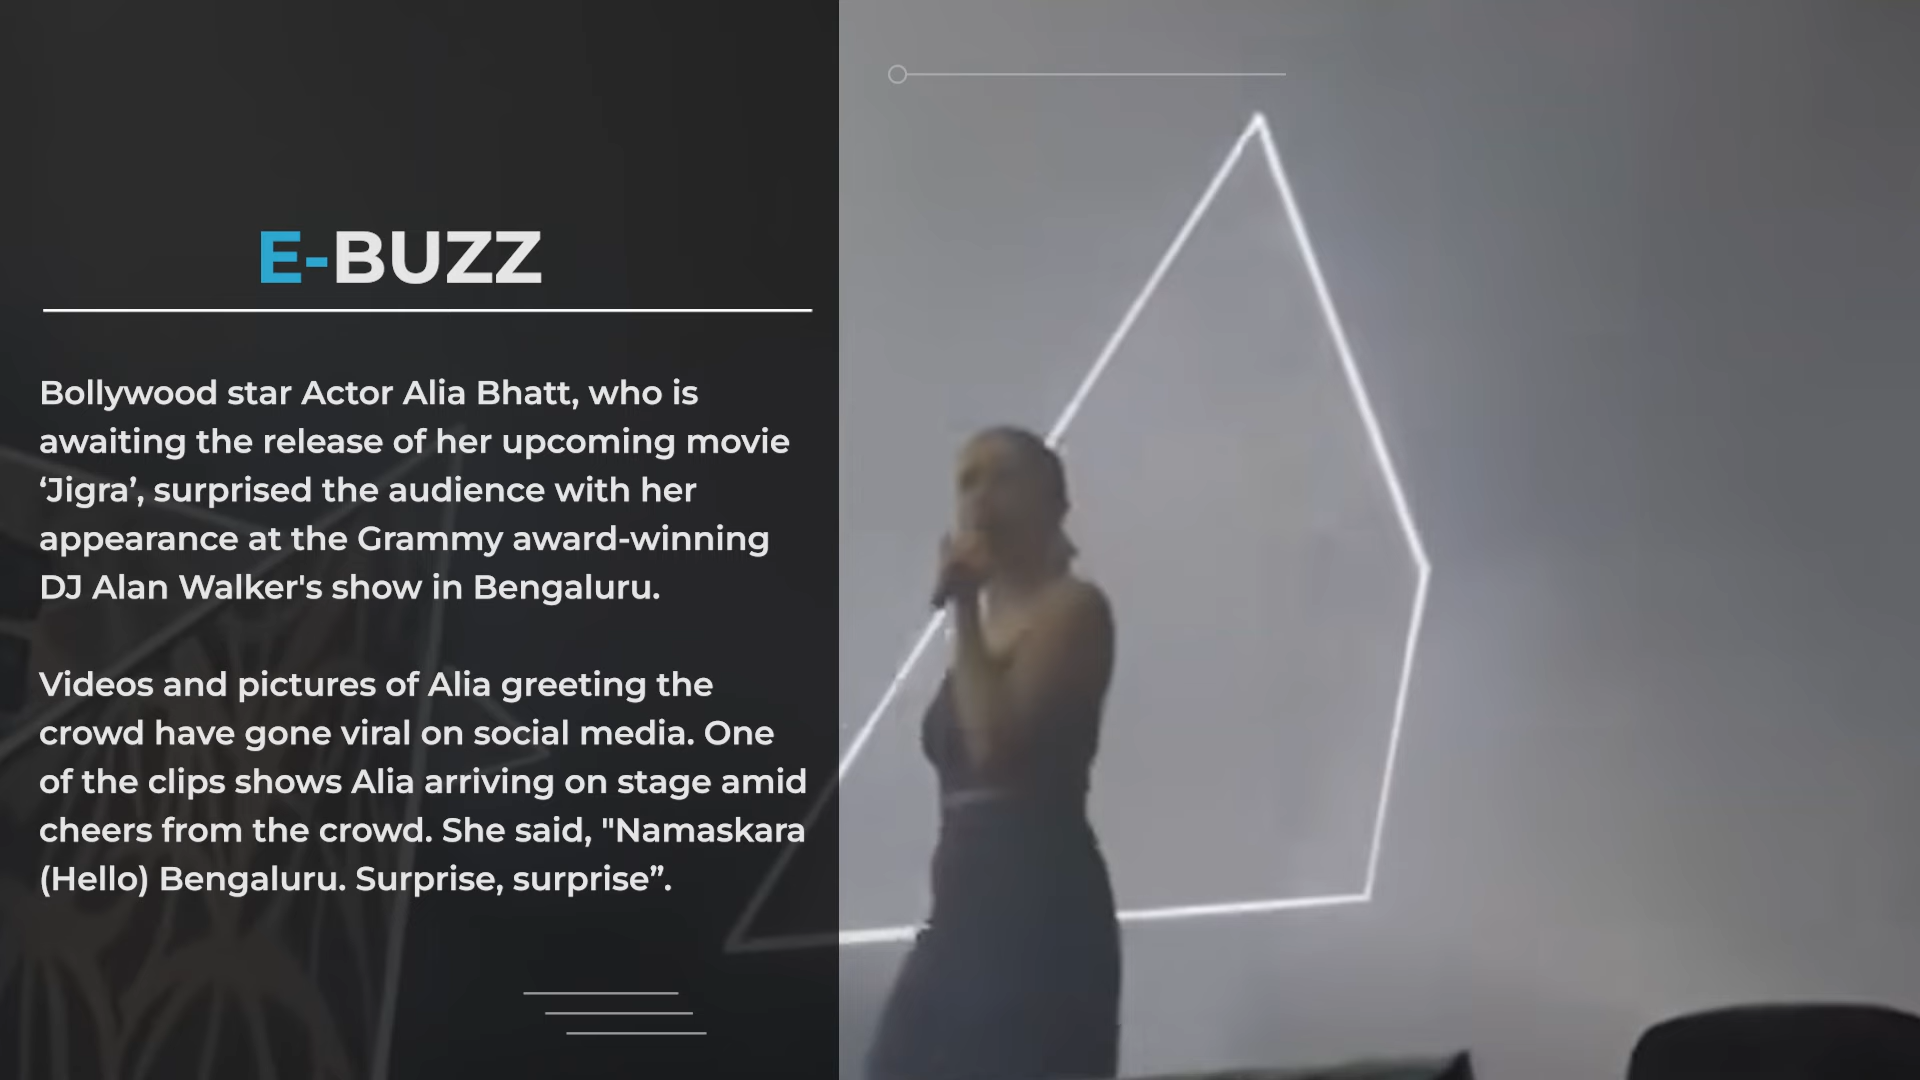 E-BUZZ
Bollywood star Actor Alia Bhatt, who is
awaiting the release of her upcoming movie
‘Jigra’, surprised the audience with her
appearance at the Grammy award-winning
DJ Alan Walker's show in Bengaluru.
Videos and pictures of Alia greeting the
crowd have gone viral on social media. One
of the clips shows Alia arriving on stage amid
cheers from the crowd. She said, "Namaskara
(Hello) Bengaluru. Surprise, surprise”.